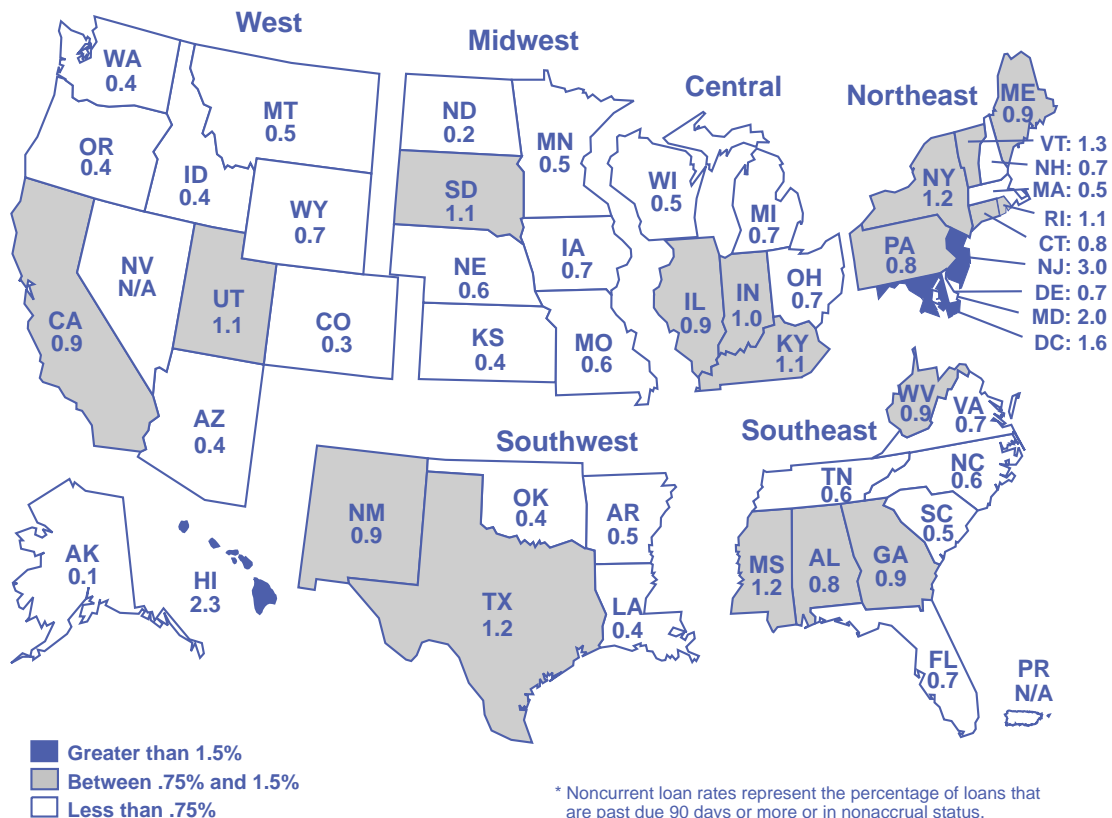 West
Midwest
Central
Northeast
WA
0.4
MT
0.5
OR
0.4
ID
0.4
WY
0.7
NV
N/A
UT
1.1
CO
0.3
CA
0.9
AZ
0.4
AK
0.1
HI
2.3
ND
0.2
MN
0.5
SD
1.1
NE
0.6
IA
0.7
KS
0.4
MO
0.6
WI
0.5
MI
0.7
IL
0.9
IN
1.0
OH
0.7
KY
1.1
ME
0.9
VT: 1.3
NH: 0.7
MA: 0.5
RI: 1.1
CT: 0.8
NJ: 3.0
DE: 0.7
MD: 2.0
DC: 1.6
NY
1.2
PA
0.8
Southwest
NM
0.9
OK
0.4
AR
0.5
TX
1.2
LA
0.4
Southeast
WV
0.9
VA
0.7
TN
0.6
NC
0.6
SC
0.5
MS
1.2
AL
0.8
GA
0.9
FL
0.7
PR
N/A
Greater than 1.5%
Between .75% and 1.5%
Less than .75%
* Noncurrent loan rates represent the percentage of loans that
are past due 90 days or more or in nonaccrual status.